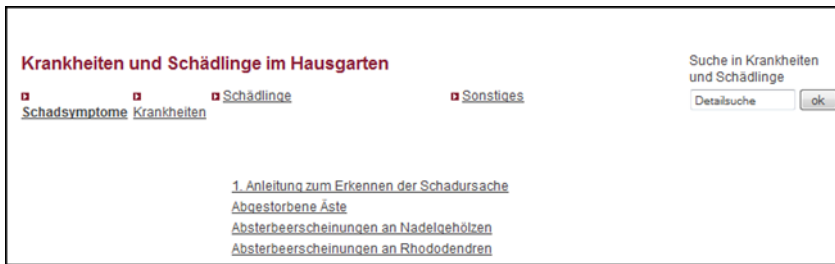 Krankheiten und Schädlinge im Hausgarten
Suche in Krankheiten
und Schädlinge
Schadsymptome Krankheiten Schädlinge Sonstiges
Detailsuche ok
1. Anleitung zum Erkennen der Schadursache
Abgestorbene Äste
Absterbeerscheinungen an Nadelgehölzen
Absterbeerscheinungen an Rhododendren